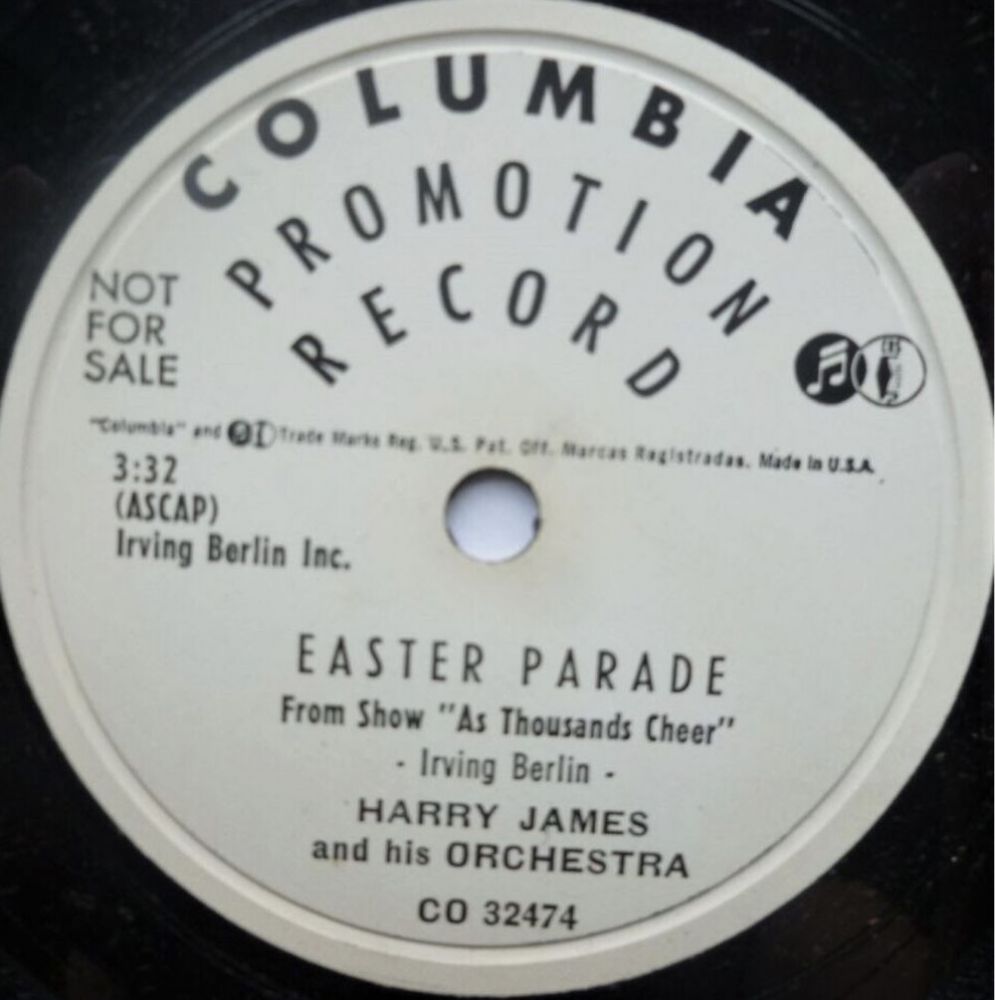 COLUMBIA
PROMOTION
RECORD
NOT
FOR
SALE
"Columbia" and Trade Marks Reg. U.S. Pat. Off. Marcas Registradas. Made in U.S.A.
3:32
(ASCAP)
Irving Berlin Inc.
EASTER PARADE
From Show "As Thousands Cheer"
- Irving Berlin -
HARRY JAMES
and his ORCHESTRA
CO 32474